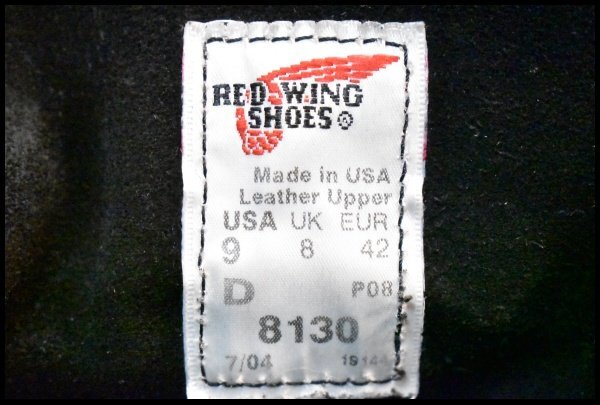 RED WING
SHOES®
Made in USA
Leather Upper
USA UK EUR
9 8 42
D P08
8130
7/04